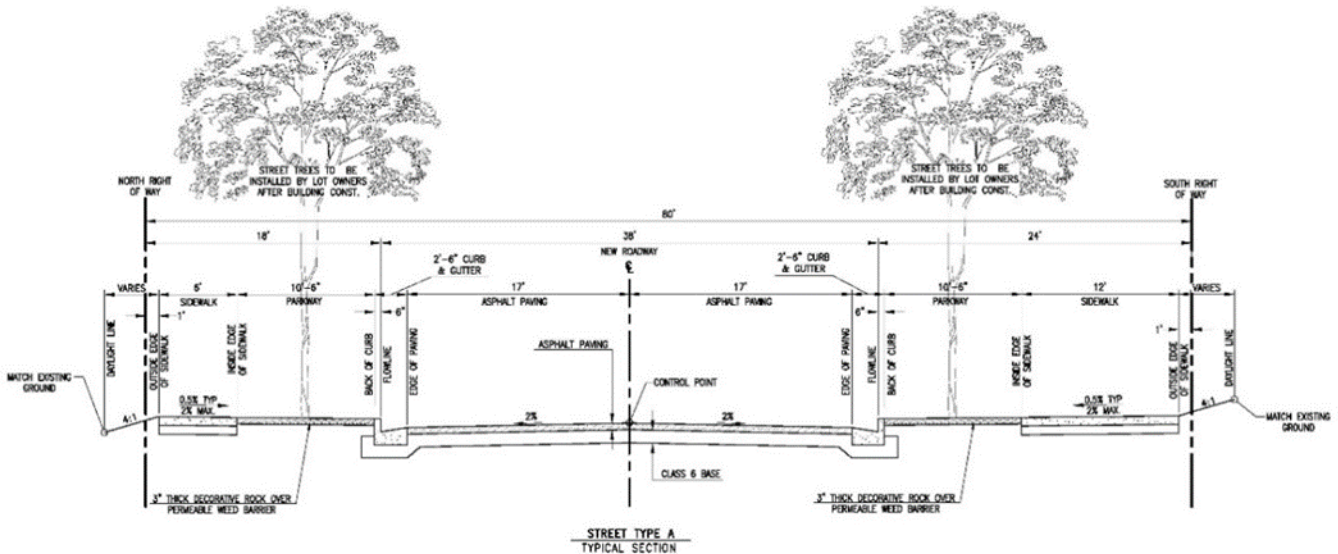 STREET TREES TO BE
INSTALLED BY LOT OWNERS
AFTER BUILDING CONST.
STREET TREES TO BE
INSTALLED BY LOT OWNERS
AFTER BUILDING CONST.
NORTH RIGHT
OF WAY
SOUTH RIGHT
OF WAY
80'
18'
38'
24'
NEW ROADWAY
℄
2'-6" CURB
& GUTTER
2'-6" CURB
& GUTTER
VARIES
6'
SIDEWALK
10'-6"
PARKWAY
17'
ASPHALT PAVING
17'
ASPHALT PAVING
10'-6"
PARKWAY
12'
SIDEWALK
VARIES
1'
6"
6"
1'
DAYLIGHT LINE
OUTSIDE EDGE
OF SIDEWALK
INSIDE EDGE
OF SIDEWALK
BACK OF CURB
FLOWLINE
EDGE OF PAVING
EDGE OF PAVING
FLOWLINE
BACK OF CURB
INSIDE EDGE
OF SIDEWALK
OUTSIDE EDGE
OF SIDEWALK
DAYLIGHT LINE
ASPHALT PAVING
CONTROL POINT
MATCH EXISTING
GROUND
4:1
0.5% TYP
2% MAX.
2%
2%
0.5% TYP
2% MAX.
4:1
MATCH EXISTING
GROUND
CLASS 6 BASE
3" THICK DECORATIVE ROCK OVER
PERMEABLE WEED BARRIER
3" THICK DECORATIVE ROCK OVER
PERMEABLE WEED BARRIER
STREET TYPE A
TYPICAL SECTION